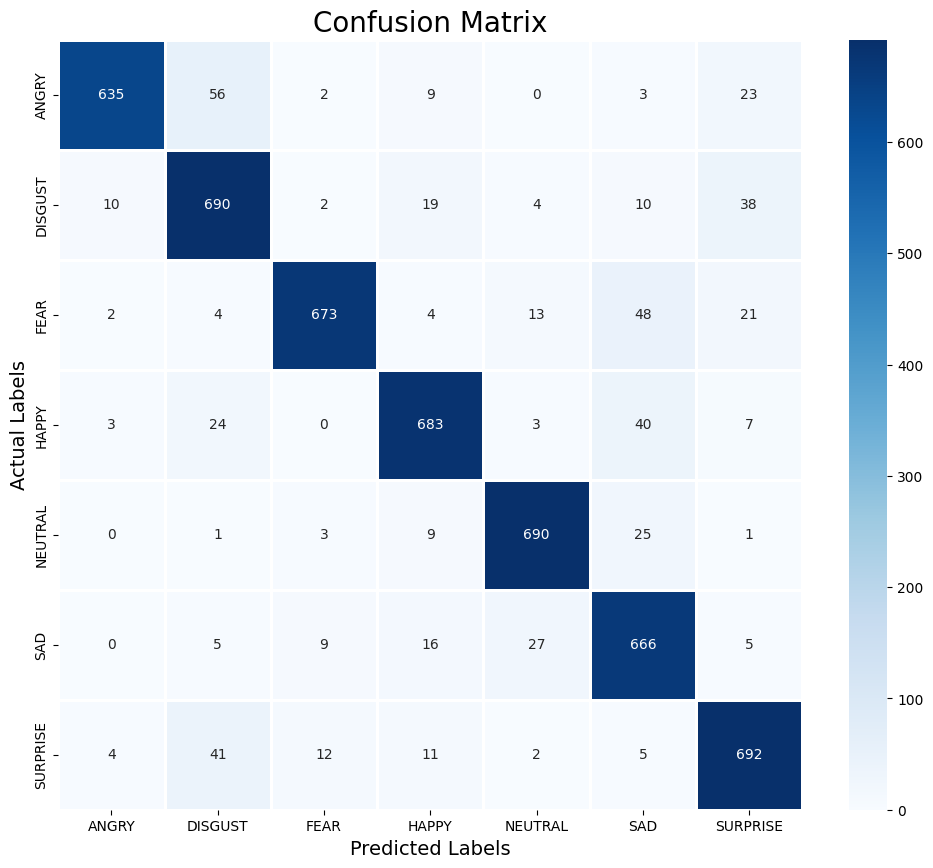 Confusion Matrix
Actual Labels
ANGRY 635 56 2 9 0 3 23
DISGUST 10 690 2 19 4 10 38
FEAR 2 4 673 4 13 48 21
HAPPY 3 24 0 683 3 40 7
NEUTRAL 0 1 3 9 690 25 1
SAD 0 5 9 16 27 666 5
SURPRISE 4 41 12 11 2 5 692
ANGRY DISGUST FEAR HAPPY NEUTRAL SAD SURPRISE
Predicted Labels
600
500
400
300
200
100
0